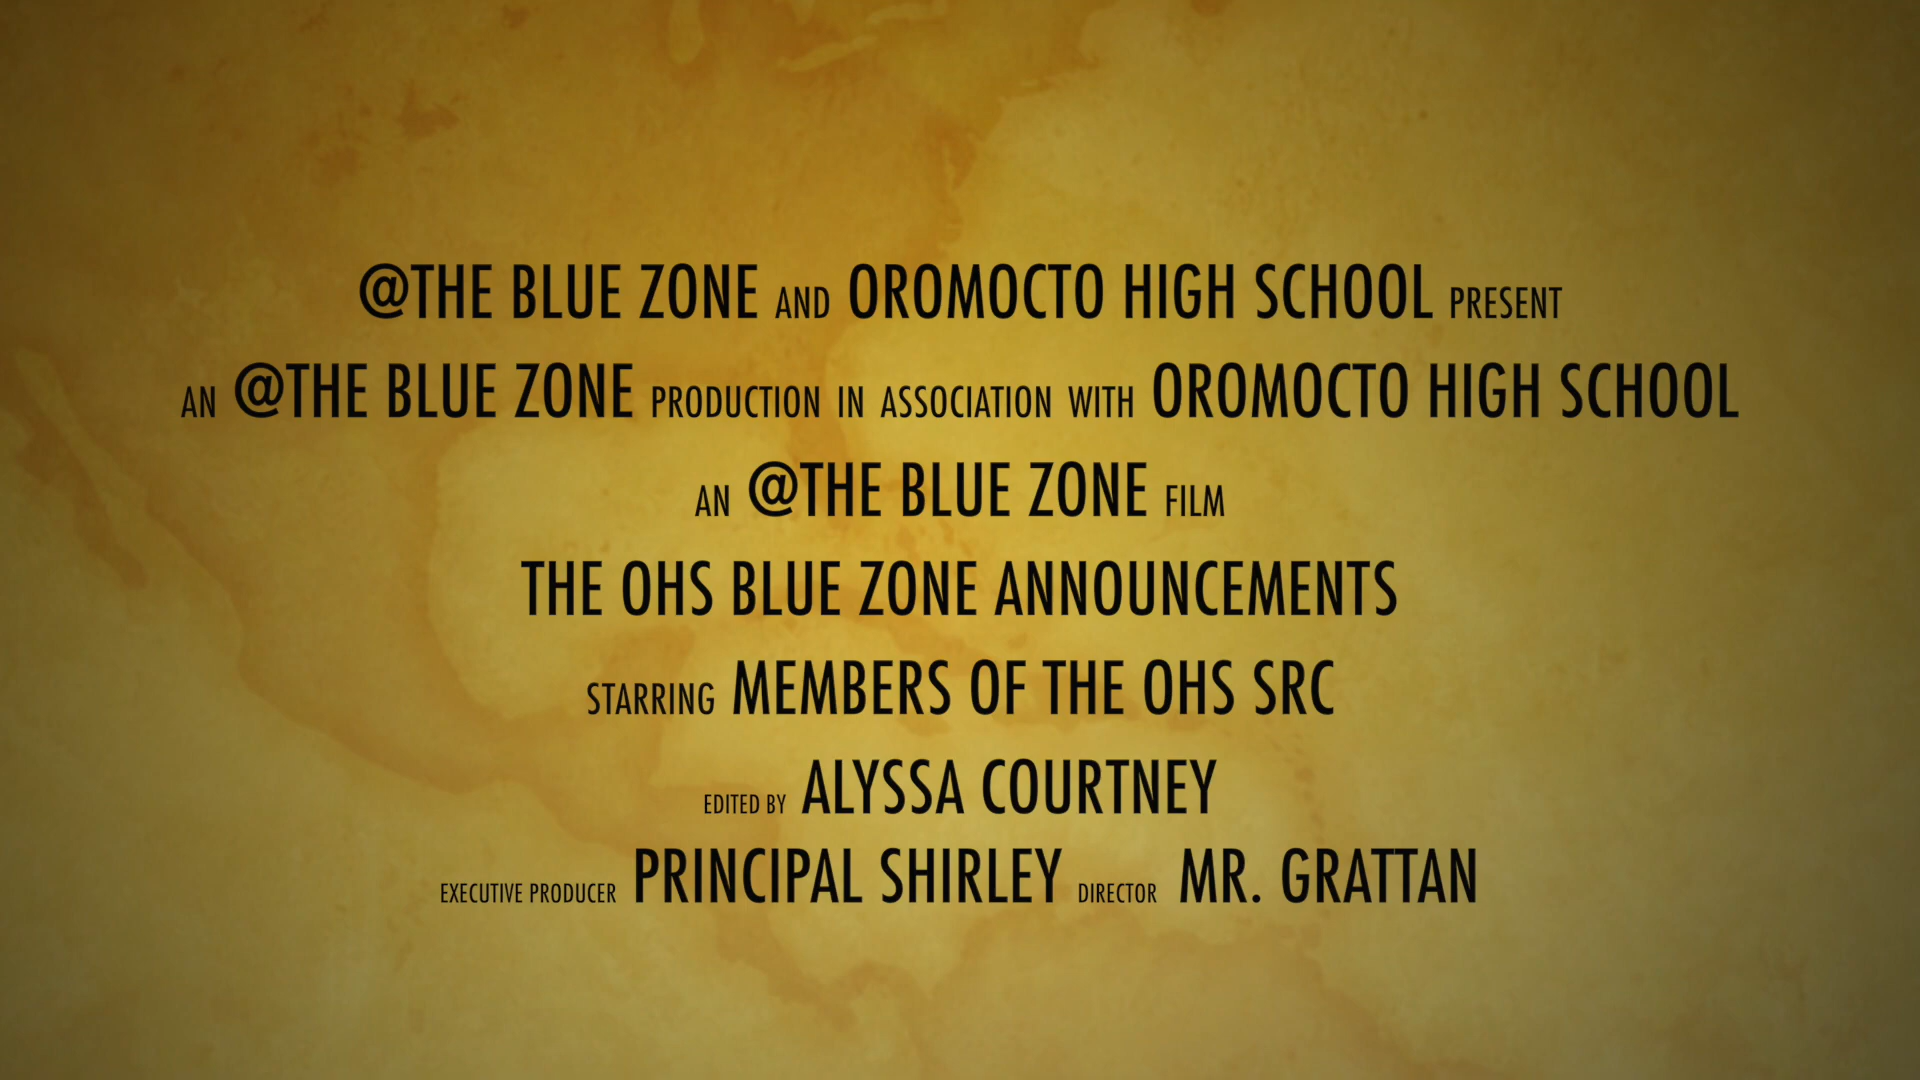 @THE BLUE ZONE AND OROMOCTO HIGH SCHOOL PRESENT
AN @THE BLUE ZONE PRODUCTION IN ASSOCIATION WITH OROMOCTO HIGH SCHOOL
AN @THE BLUE ZONE FILM
THE OHS BLUE ZONE ANNOUNCEMENTS
STARRING MEMBERS OF THE OHS SRC
EDITED BY ALYSSA COURTNEY
EXECUTIVE PRODUCER PRINCIPAL SHIRLEY DIRECTOR MR. GRATTAN